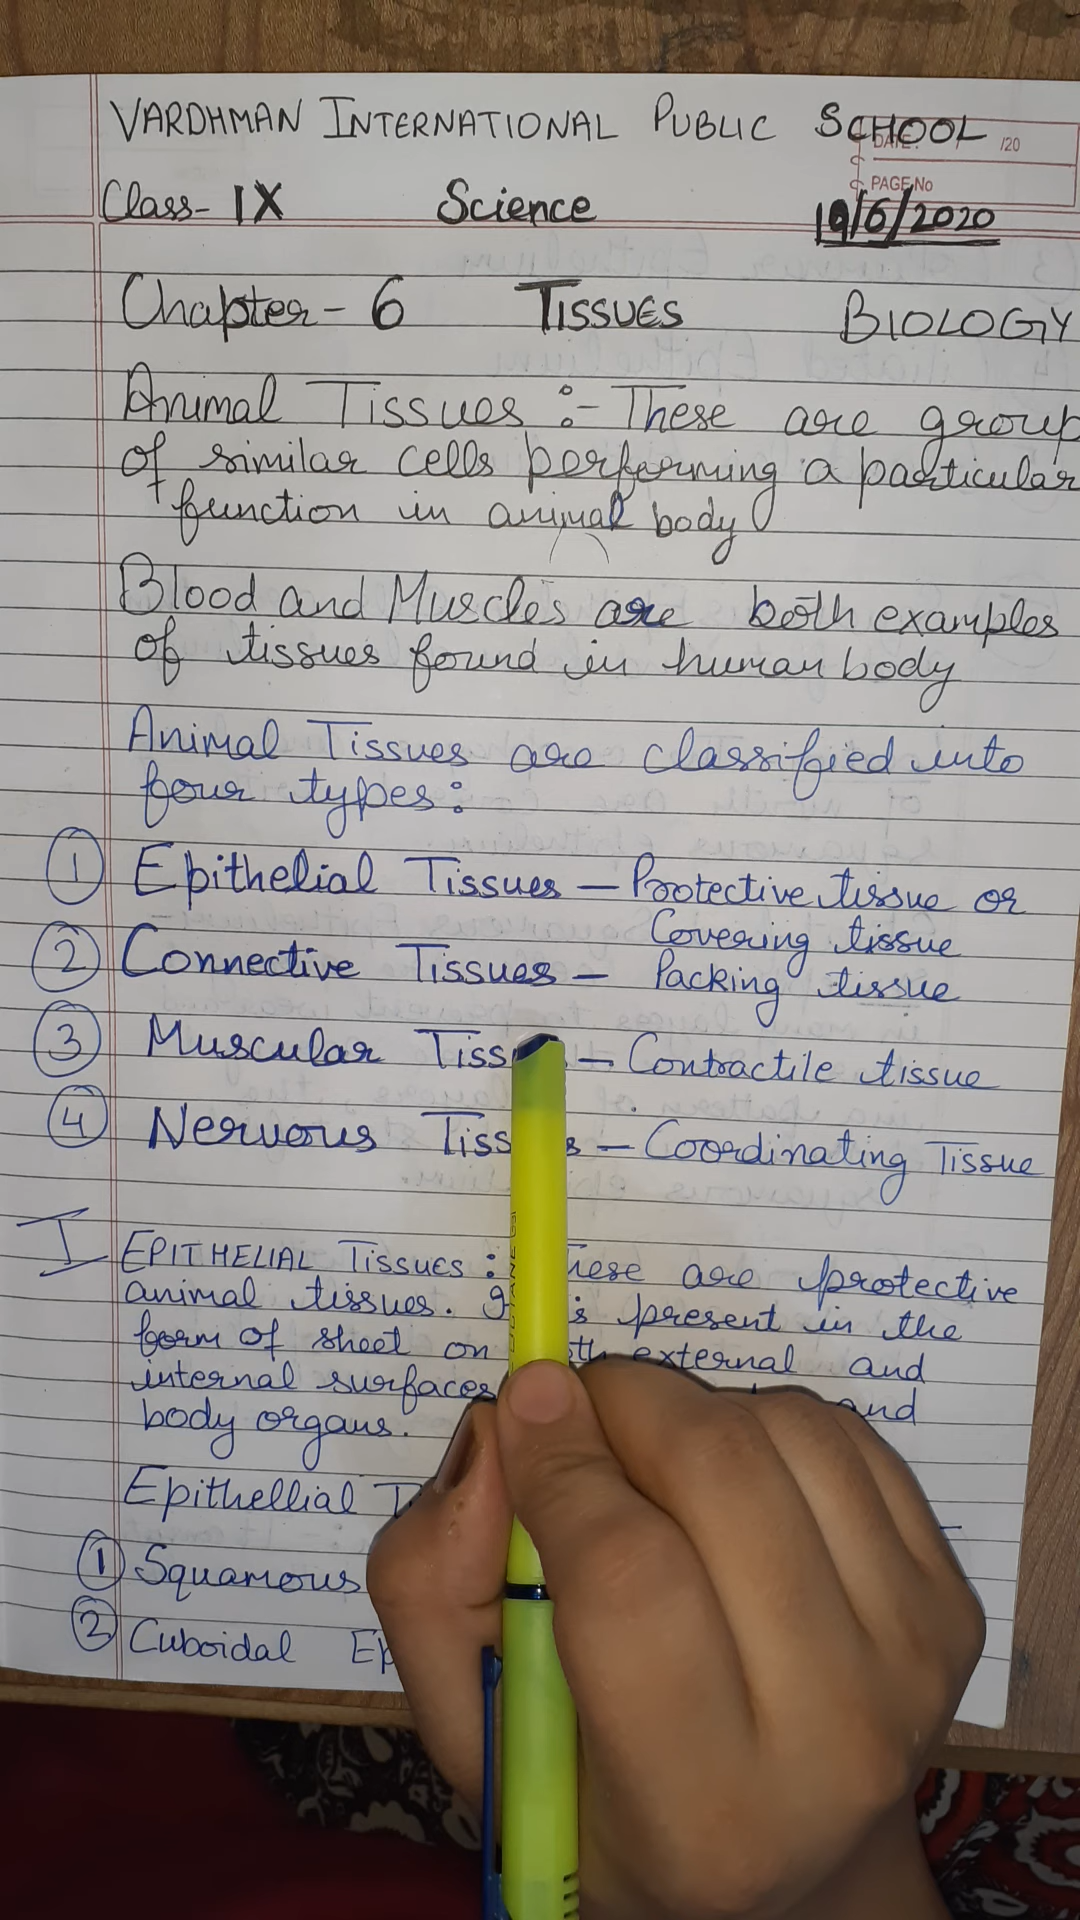 VARDHMAN INTERNATIONAL PUBLIC SCHOOL
DATE: /20
PAGE No
Class- IX Science 19/6/2020
Chapter- 6 TISSUES BIOLOGY
Animal Tissues :- These are group
of similar cells performing a particular
function in animal body
Blood and Muscles are both examples
of tissues found in human body
Animal Tissues are classified into
four types:
① Epithelial Tissues – Protective tissue or
Covering tissue
② Connective Tissues – Packing tissue
③ Muscular Tiss – Contractile tissue
④ Nervous Tiss s – Coordinating Tissue
I EPITHELIAL TISSUES : hese are protective
animal tissues. is present in the
form of sheet on th external and
internal surfaces and
body organs.
Epithellial
① Squamous
② Cuboidal Ep